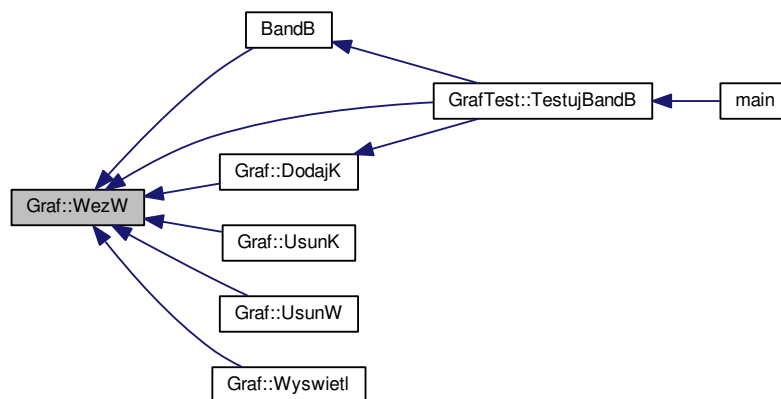 BandB
GrafTest::TestujBandB
main
Graf::DodajK
Graf::WezW
Graf::UsunK
Graf::UsunW
Graf::Wyswietl